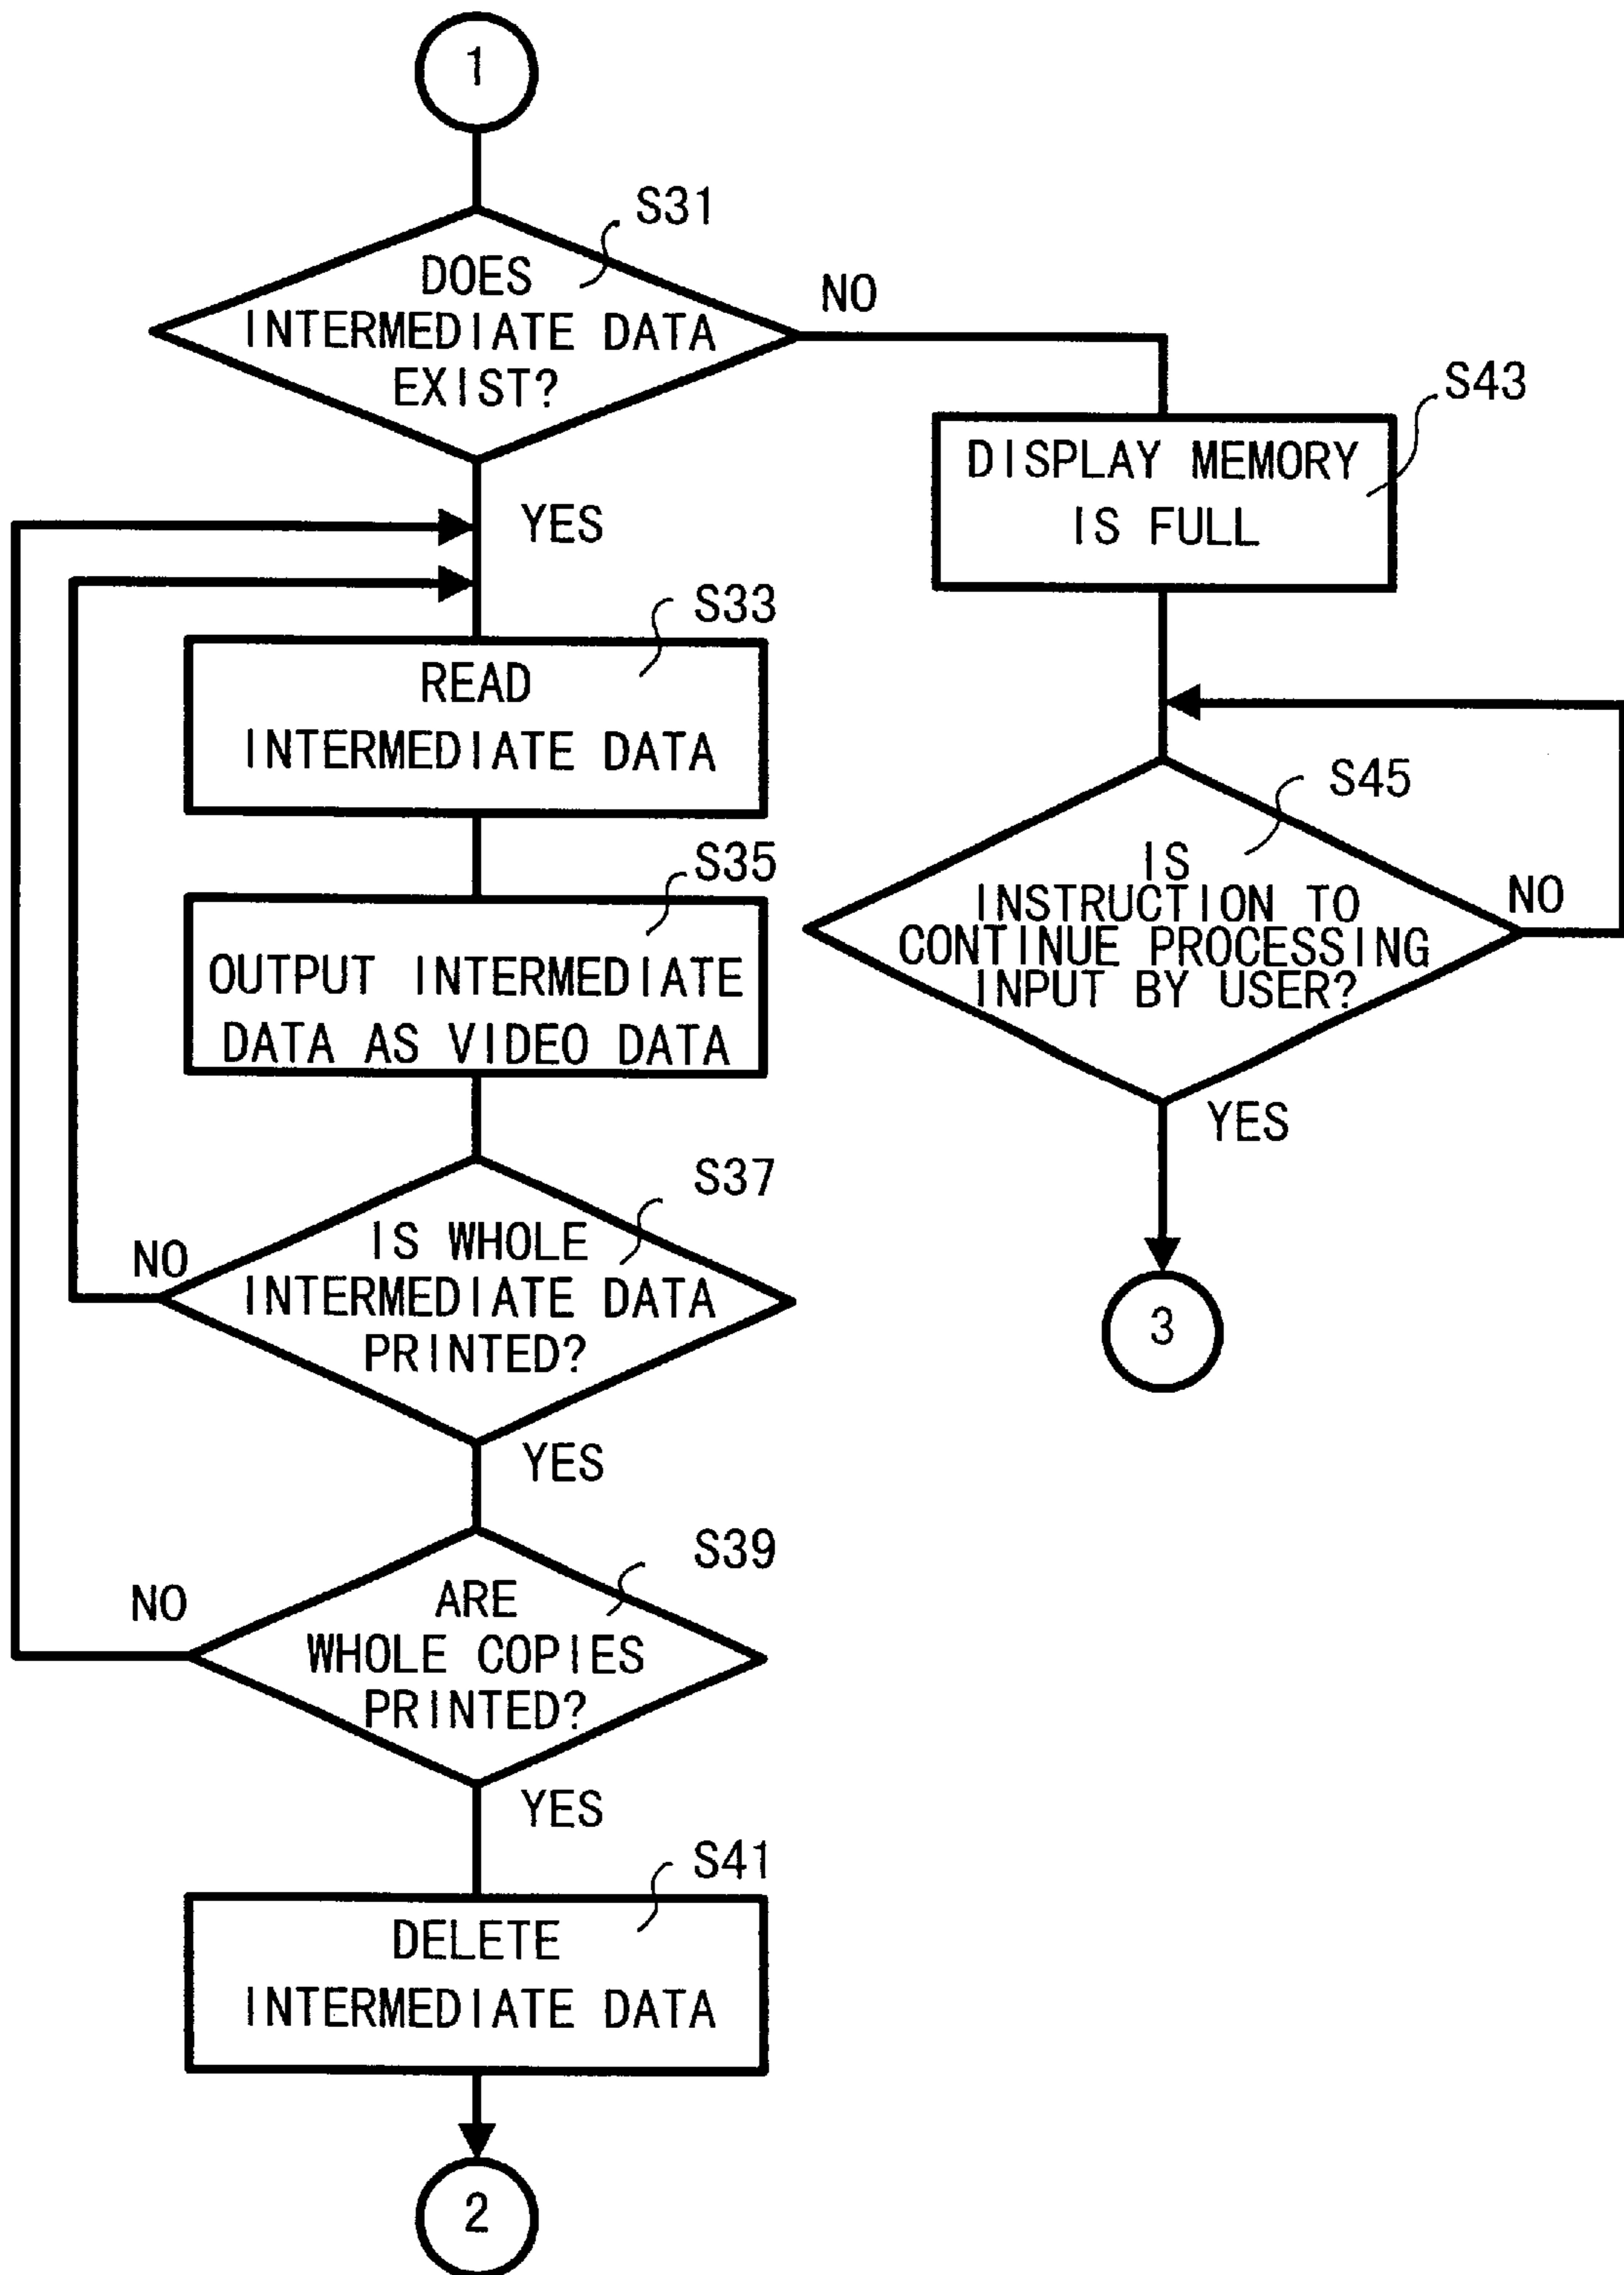 1
S31
DOES
INTERMEDIATE DATA
EXIST?
NO
YES
S43
DISPLAY MEMORY
IS FULL
S33
READ
INTERMEDIATE DATA
S45
IS
INSTRUCTION TO
CONTINUE PROCESSING
INPUT BY USER?
NO
YES
3
S35
OUTPUT INTERMEDIATE
DATA AS VIDEO DATA
S37
IS WHOLE
INTERMEDIATE DATA
PRINTED?
NO
YES
S39
ARE
WHOLE COPIES
PRINTED?
NO
YES
S41
DELETE
INTERMEDIATE DATA
2